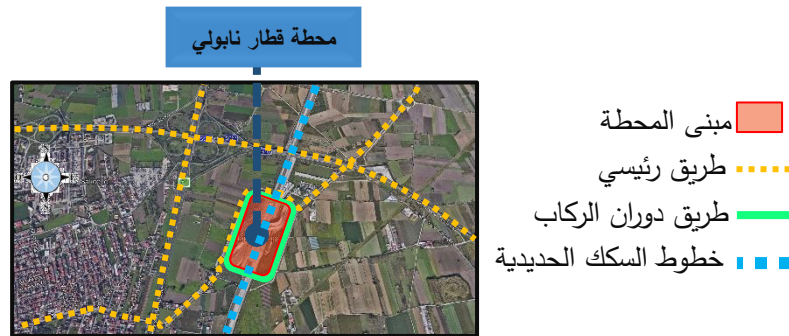 محطة قطار نابولي
مبنى المحطة
طريق رئيسي
طريق دوران الركاب
خطوط السكك الحديدية